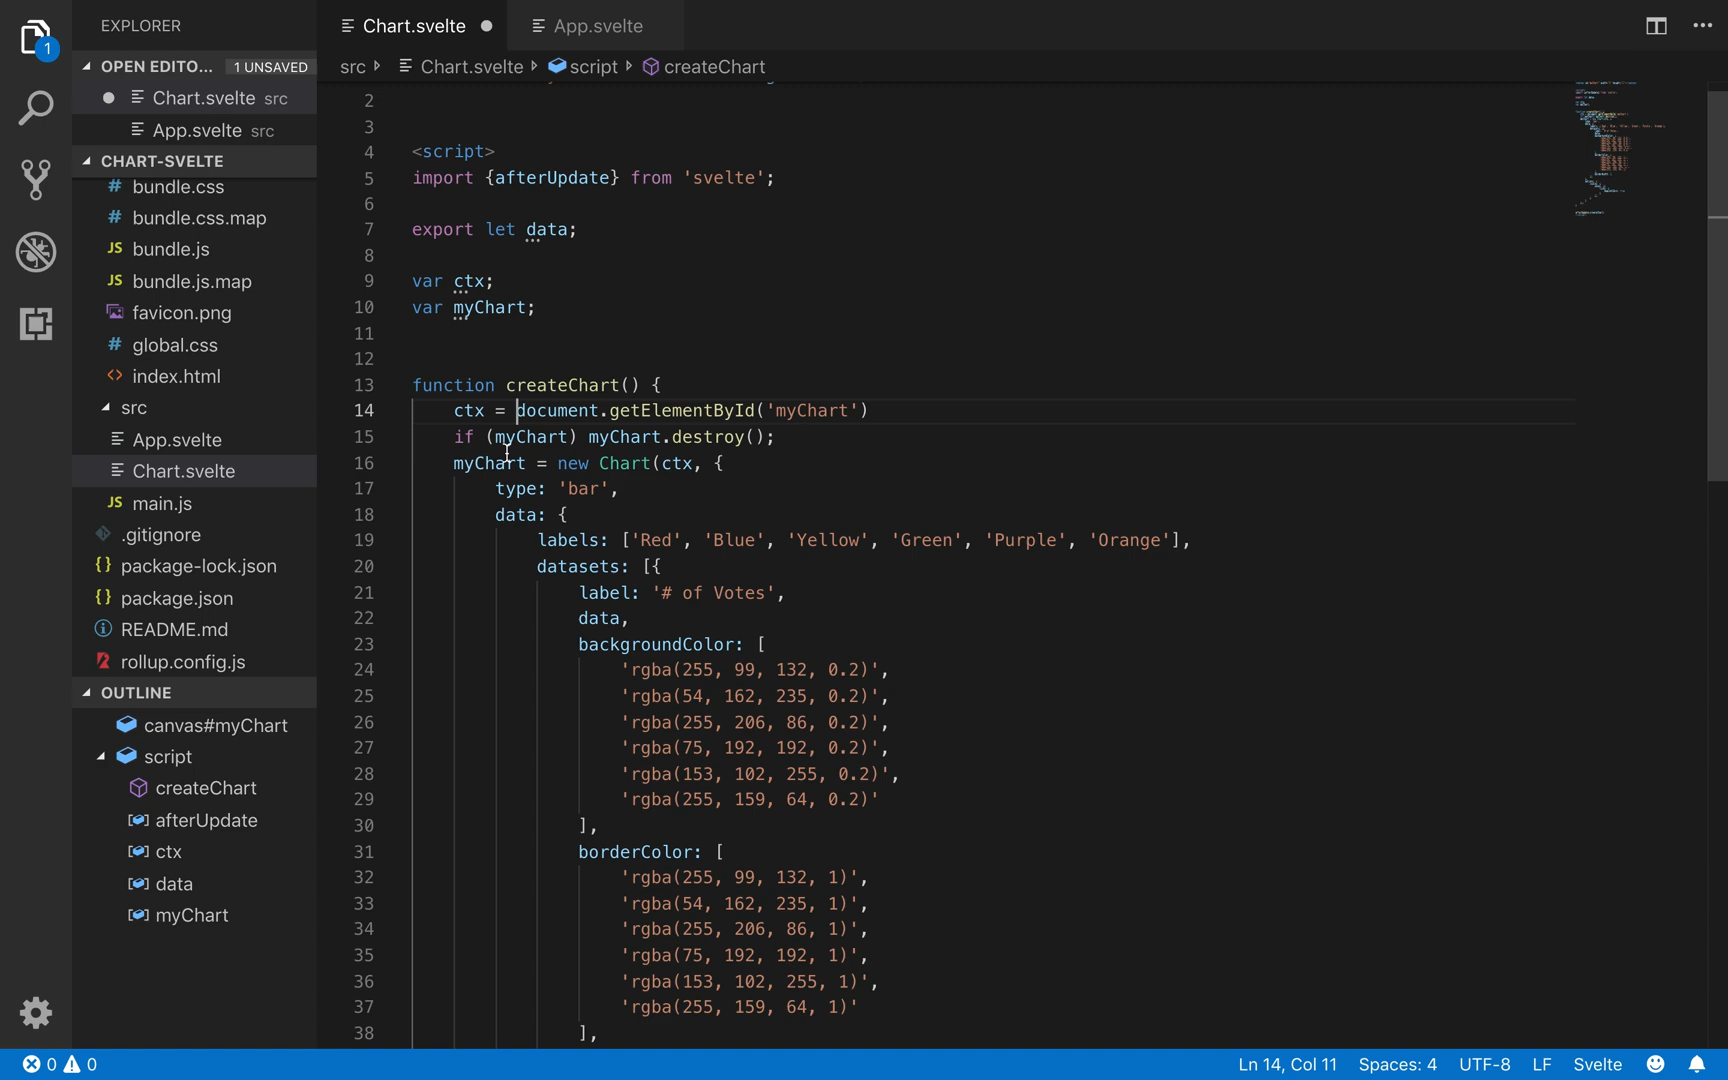 EXPLORER
Chart.svelte
App.svelte
1
OPEN EDITO... 1 UNSAVED
Chart.svelte src
App.svelte src
CHART-SVELTE
bundle.css
bundle.css.map
JS bundle.js
JS bundle.js.map
favicon.png
global.css
index.html
src
App.svelte
Chart.svelte
JS main.js
.gitignore
package-lock.json
package.json
README.md
rollup.config.js
OUTLINE
canvas#myChart
script
createChart
afterUpdate
ctx
data
myChart
src Chart.svelte script createChart
2
3
4 <script>
5 import {afterUpdate} from 'svelte';
6
7 export let data;
8
9 var ctx;
10 var myChart;
11
12
13 function createChart() {
14 ctx = document.getElementById('myChart')
15 if (myChart) myChart.destroy();
16 myChart = new Chart(ctx, {
17 type: 'bar',
18 data: {
19 labels: ['Red', 'Blue', 'Yellow', 'Green', 'Purple', 'Orange'],
20 datasets: [{
21 label: '# of Votes',
22 data,
23 backgroundColor: [
24 'rgba(255, 99, 132, 0.2)',
25 'rgba(54, 162, 235, 0.2)',
26 'rgba(255, 206, 86, 0.2)',
27 'rgba(75, 192, 192, 0.2)',
28 'rgba(153, 102, 255, 0.2)',
29 'rgba(255, 159, 64, 0.2)'
30 ],
31 borderColor: [
32 'rgba(255, 99, 132, 1)',
33 'rgba(54, 162, 235, 1)',
34 'rgba(255, 206, 86, 1)',
35 'rgba(75, 192, 192, 1)',
36 'rgba(153, 102, 255, 1)',
37 'rgba(255, 159, 64, 1)'
38 ],
0 0 Ln 14, Col 11 Spaces: 4 UTF-8 LF Svelte